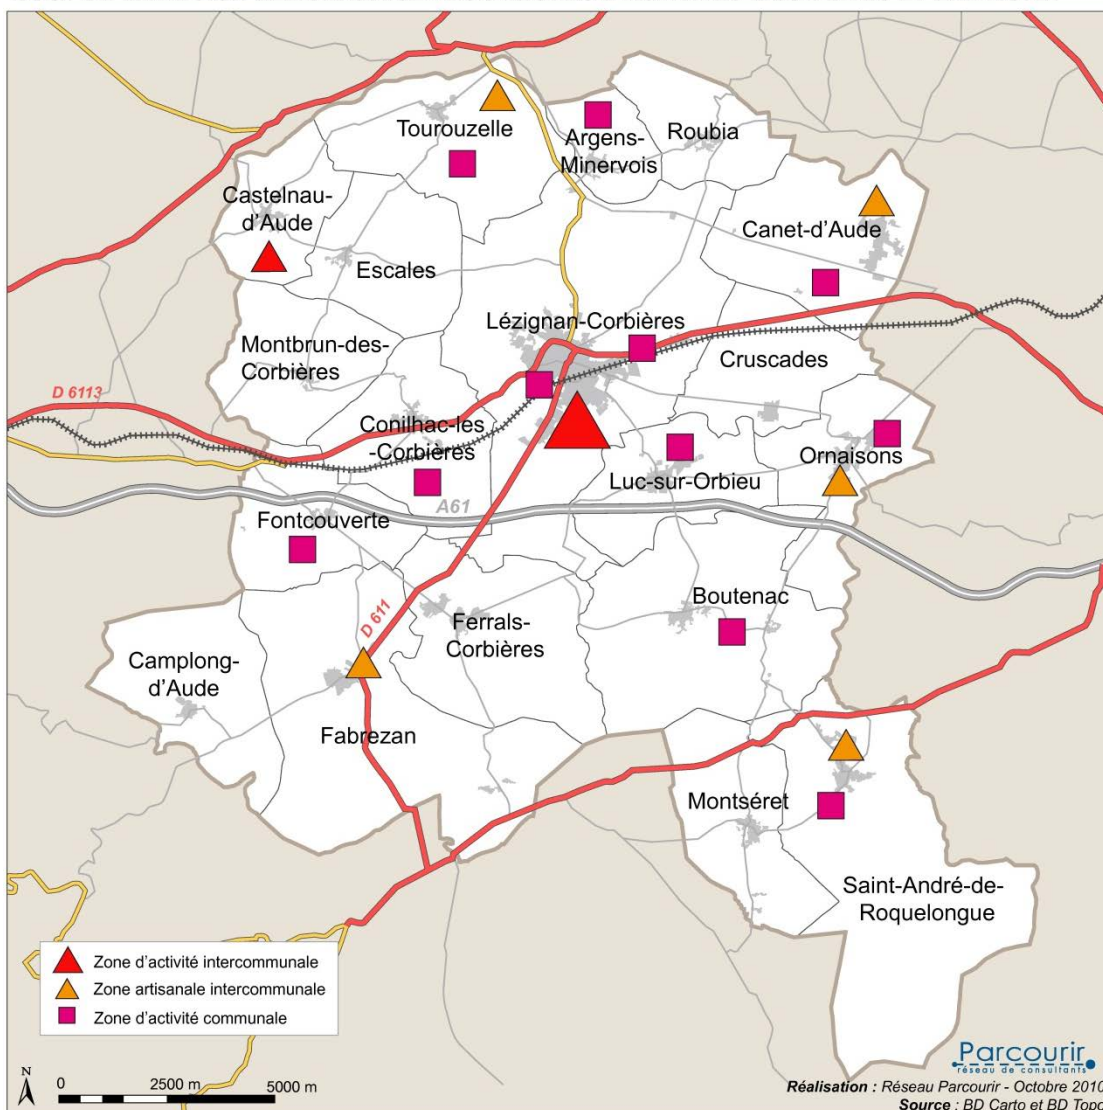 Tourouzelle
Argens-
Minervois
Roubia
Castelnau-
d'Aude
Canet-d'Aude
Escales
Lézignan-Corbières
Montbrun-des-
Corbières
Cruscades
D 6113
Conilhac-les
-Corbières
Ornaisons
Luc-sur-Orbieu
A61
Fontcouverte
Boutenac
D 611
Ferrals-
Corbières
Camplong-
d'Aude
Fabrezan
Montséret
Saint-André-de-
Roquelongue
Zone d'activité intercommunale
Zone artisanale intercommunale
Zone d'activité communale
Parcourir
réseau de consultants
N
0 2500 m 5000 m
Réalisation : Réseau Parcourir - Octobre 2010
Source : BD Carto et BD Topo